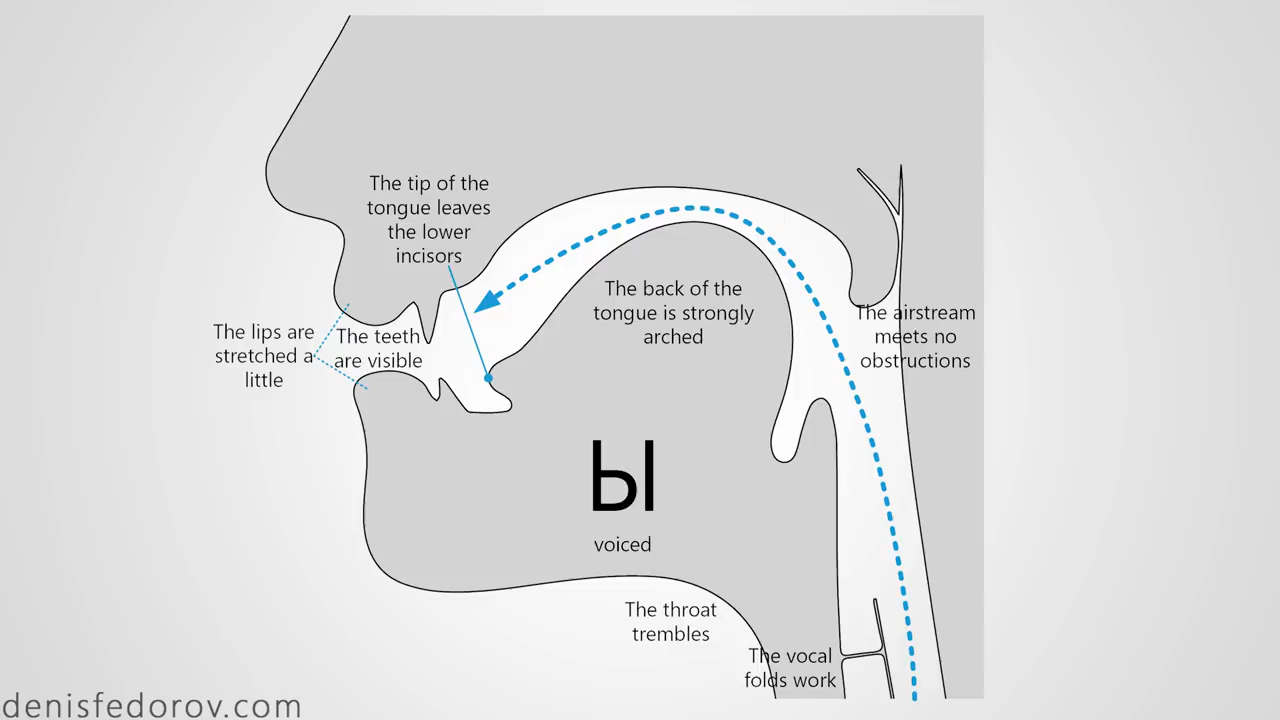 The tip of the
tongue leaves
the lower
incisors
The back of the
tongue is strongly
arched
The airstream
meets no
obstructions
The lips are
stretched a
little
The teeth
are visible
Ы
voiced
The throat
trembles
The vocal
folds work
denisfedorov.com